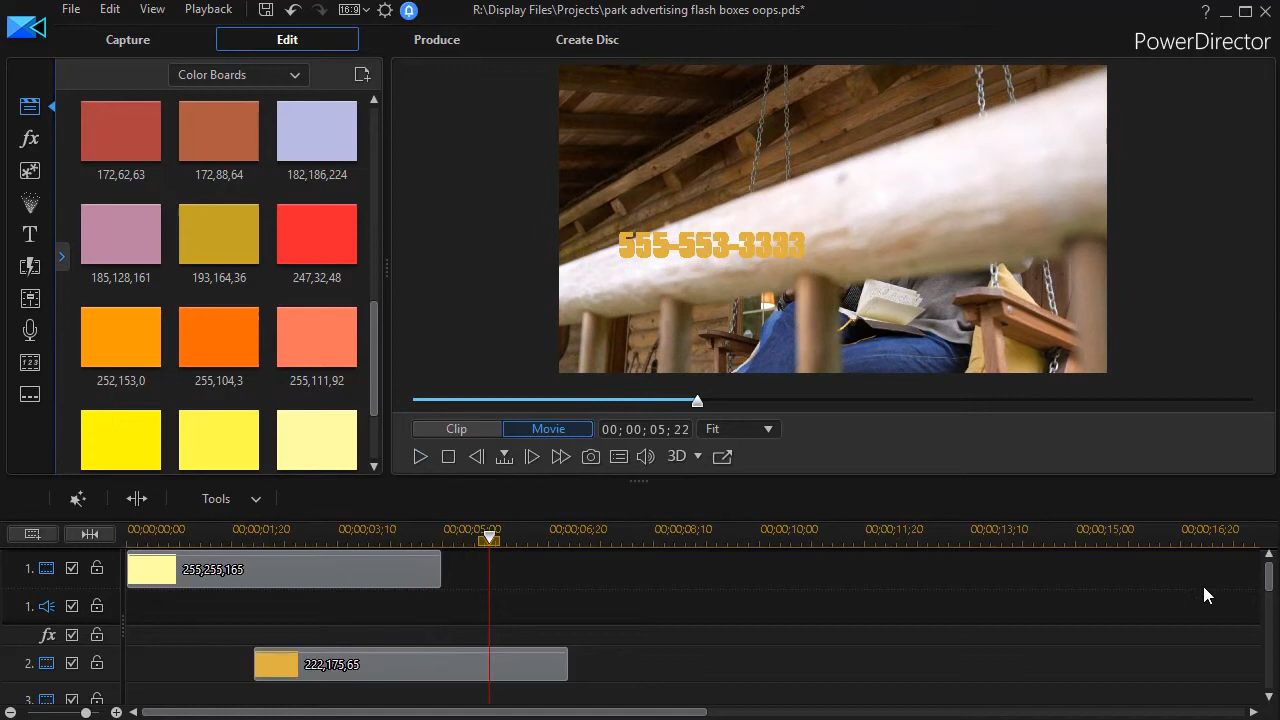 File Edit View Playback 16:9 R:\Display Files\Projects\park advertising flash boxes oops.pds* ?
Capture Edit Produce Create Disc PowerDirector
Color Boards
172,62,63 172,88,64 182,186,224
185,128,161 193,164,36 247,32,48
252,153,0 255,104,3 255,111,92
fx
T
555-553-3333
Clip Movie 00; 00; 05; 22 Fit
3D
Tools
00;00;00;00 00;00;01;20 00;00;03;10 00;00;05;00 00;00;06;20 00;00;08;10 00;00;10;00 00;00;11;20 00;00;13;10 00;00;15;00 00;00;16;20
1. 255,255,165
1.
fx
2. 222,175,65
3.